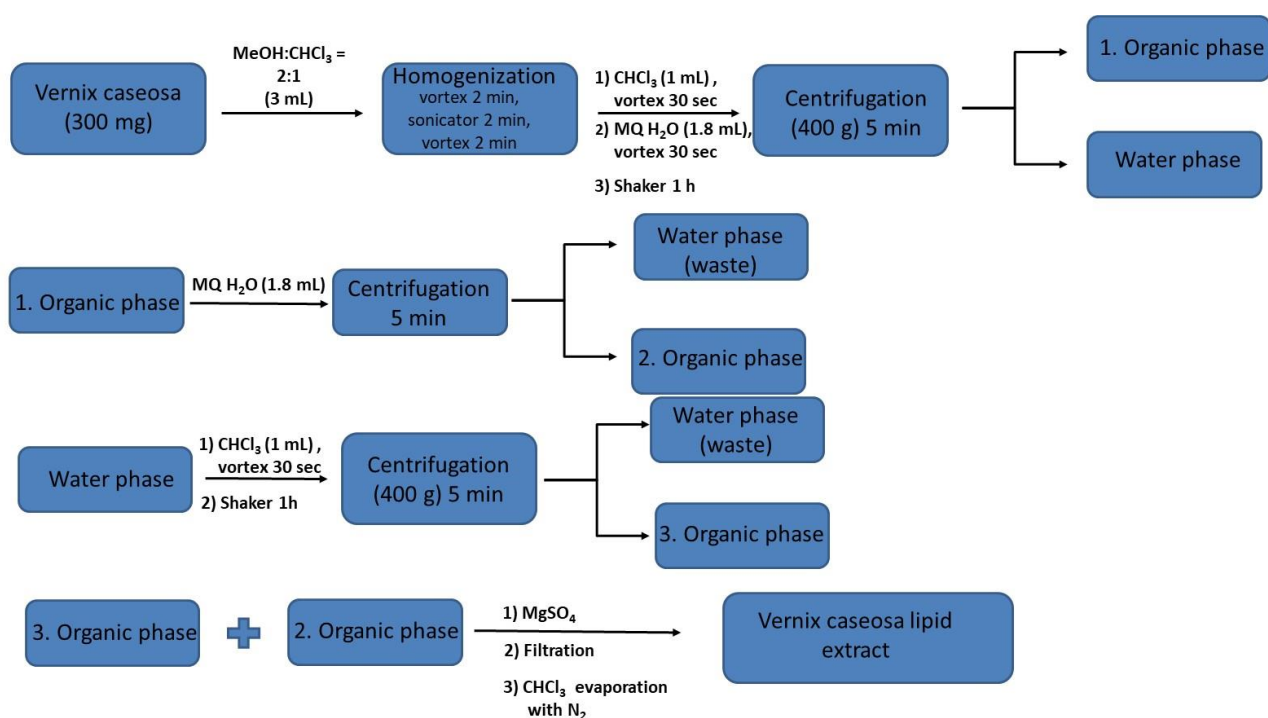 MeOH:CHCl₃ =
2:1
(3 mL)
Vernix caseosa
(300 mg)
Homogenization
vortex 2 min,
sonicator 2 min,
vortex 2 min
1) CHCl₃ (1 mL) ,
vortex 30 sec
2) MQ H₂O (1.8 mL),
vortex 30 sec
3) Shaker 1 h
Centrifugation
(400 g) 5 min
1. Organic phase
Water phase
1. Organic phase
MQ H₂O (1.8 mL)
Centrifugation
5 min
Water phase
(waste)
2. Organic phase
Water phase
1) CHCl₃ (1 mL) ,
vortex 30 sec
2) Shaker 1h
Centrifugation
(400 g) 5 min
Water phase
(waste)
3. Organic phase
3. Organic phase
2. Organic phase
1) MgSO₄
2) Filtration
3) CHCl₃ evaporation
with N₂
Vernix caseosa lipid
extract